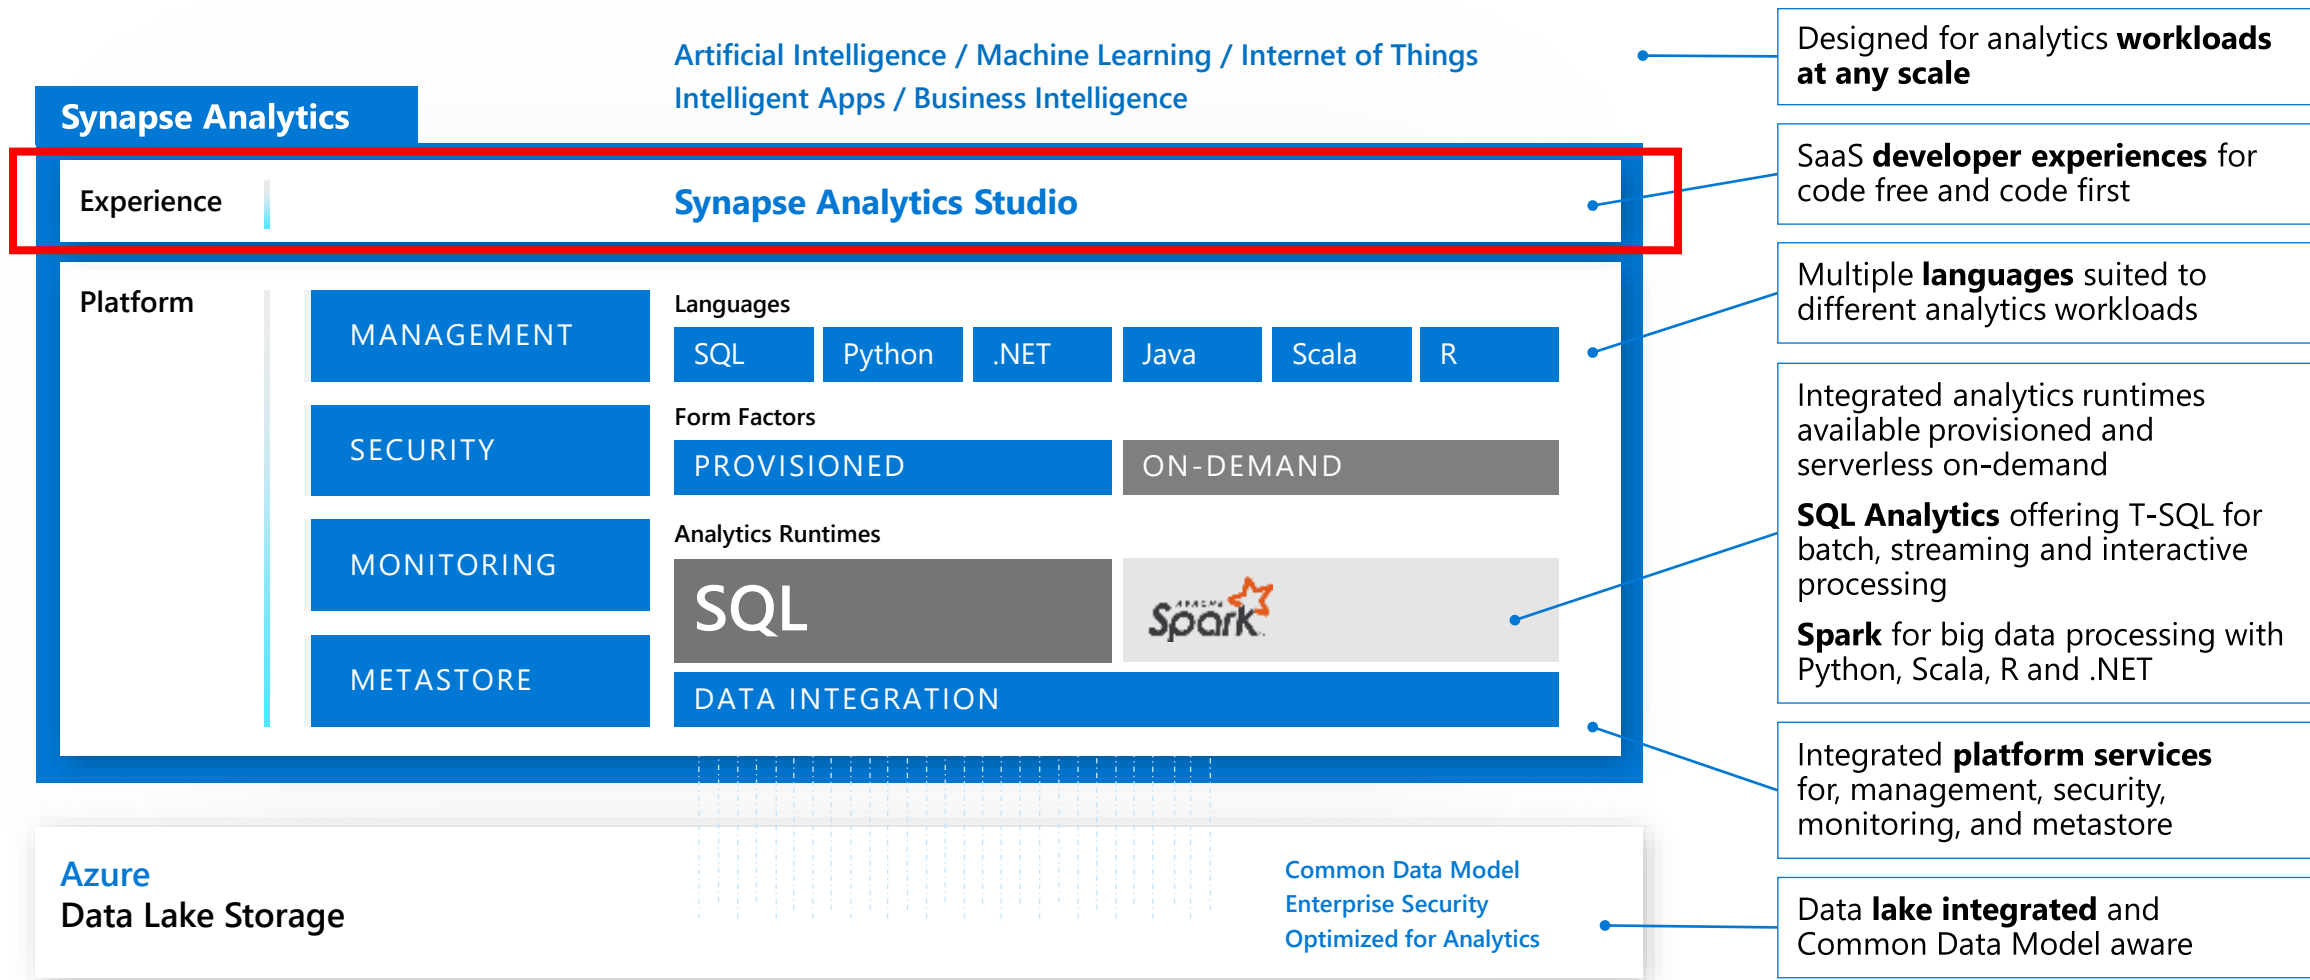 Artificial Intelligence / Machine Learning / Internet of Things
Intelligent Apps / Business Intelligence
Synapse Analytics
Experience
Synapse Analytics Studio
Platform
MANAGEMENT
SECURITY
MONITORING
METASTORE
Languages
SQL
Python
.NET
Java
Scala
R
Form Factors
PROVISIONED
ON-DEMAND
Analytics Runtimes
SQL
APACHE
Spark
DATA INTEGRATION
Azure
Data Lake Storage
Common Data Model
Enterprise Security
Optimized for Analytics
Designed for analytics workloads
at any scale
SaaS developer experiences for
code free and code first
Multiple languages suited to
different analytics workloads
Integrated analytics runtimes
available provisioned and
serverless on-demand
SQL Analytics offering T-SQL for
batch, streaming and interactive
processing
Spark for big data processing with
Python, Scala, R and .NET
Integrated platform services
for, management, security,
monitoring, and metastore
Data lake integrated and
Common Data Model aware